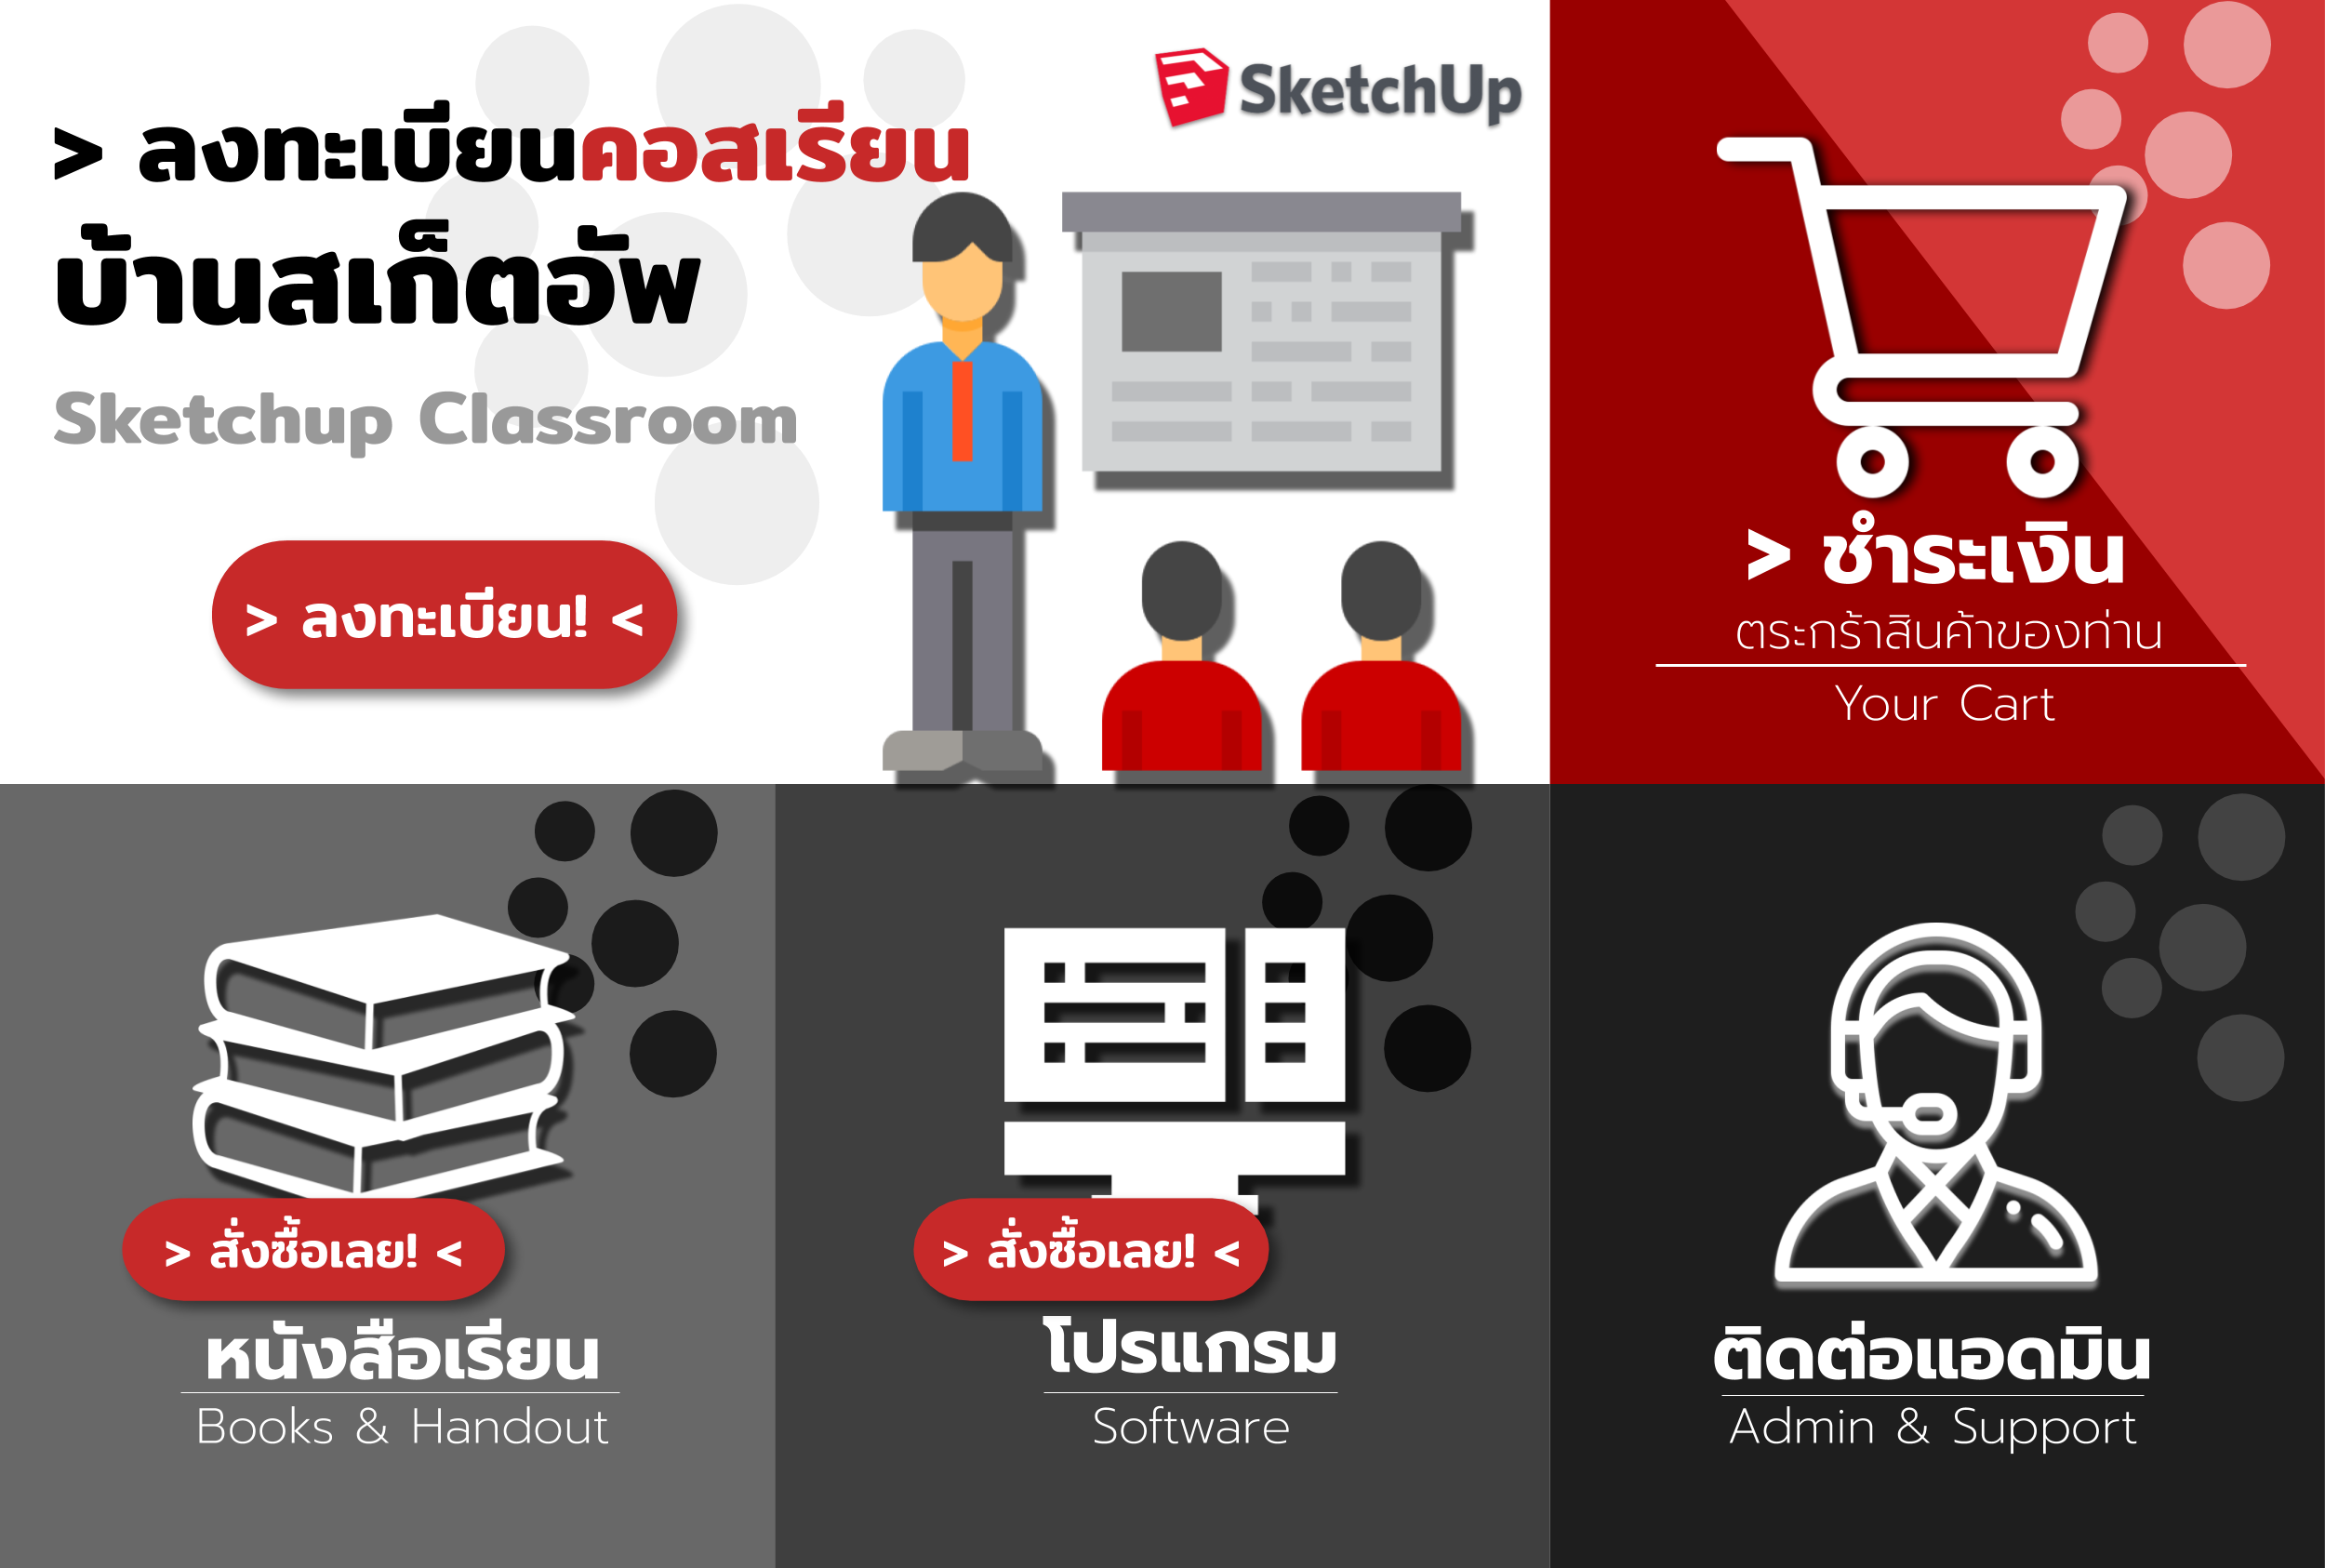 SketchUp
> ลงทะเบียนคอสเรียน
บ้านสเก็ตอัพ
Sketchup Classroom
> ลงทะเบียน! <
> ชำระเงิน
ตระกร้าสินค้าของท่าน
Your Cart
> สั่งซื้อเลย! <
หนังสือเรียน
Books & Handout
> สั่งซื้อเลย! <
โปรแกรม
Software
ติดต่อแอดมิน
Admin & Support